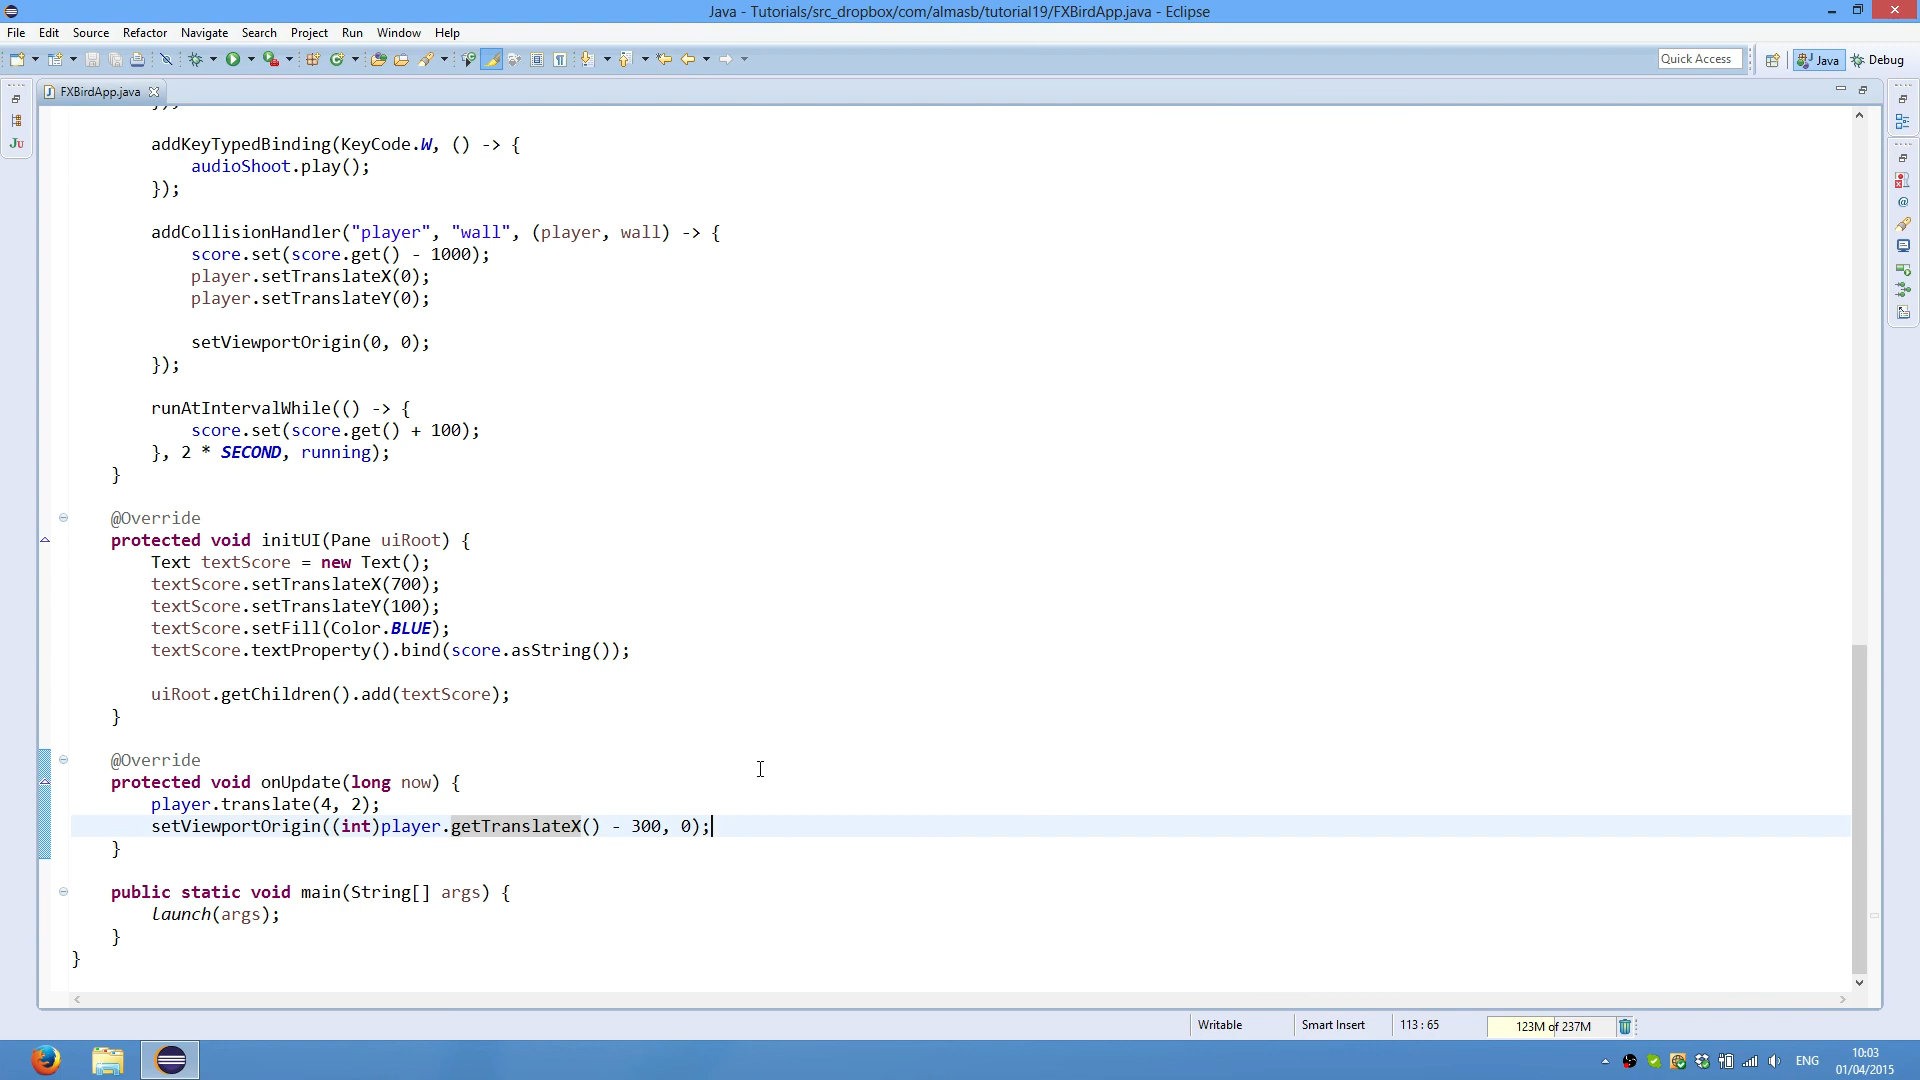 Java - Tutorials/src_dropbox/com/almasb/tutorial19/FXBirdApp.java - Eclipse
File Edit Source Refactor Navigate Search Project Run Window Help
Quick Access
Java
Debug
FXBirdApp.java
});
addKeyTypedBinding(KeyCode.W, () -> {
audioShoot.play();
});
addCollisionHandler("player", "wall", (player, wall) -> {
score.set(score.get() - 1000);
player.setTranslateX(0);
player.setTranslateY(0);
setViewportOrigin(0, 0);
});
runAtIntervalWhile(() -> {
score.set(score.get() + 100);
}, 2 * SECOND, running);
}
@Override
protected void initUI(Pane uiRoot) {
Text textScore = new Text();
textScore.setTranslateX(700);
textScore.setTranslateY(100);
textScore.setFill(Color.BLUE);
textScore.textProperty().bind(score.asString());
uiRoot.getChildren().add(textScore);
}
@Override
protected void onUpdate(long now) {
player.translate(4, 2);
setViewportOrigin((int)player.getTranslateX() - 300, 0);
}
public static void main(String[] args) {
launch(args);
}
}
Writable
Smart Insert
113 : 65
123M of 237M
ENG
10:03
01/04/2015